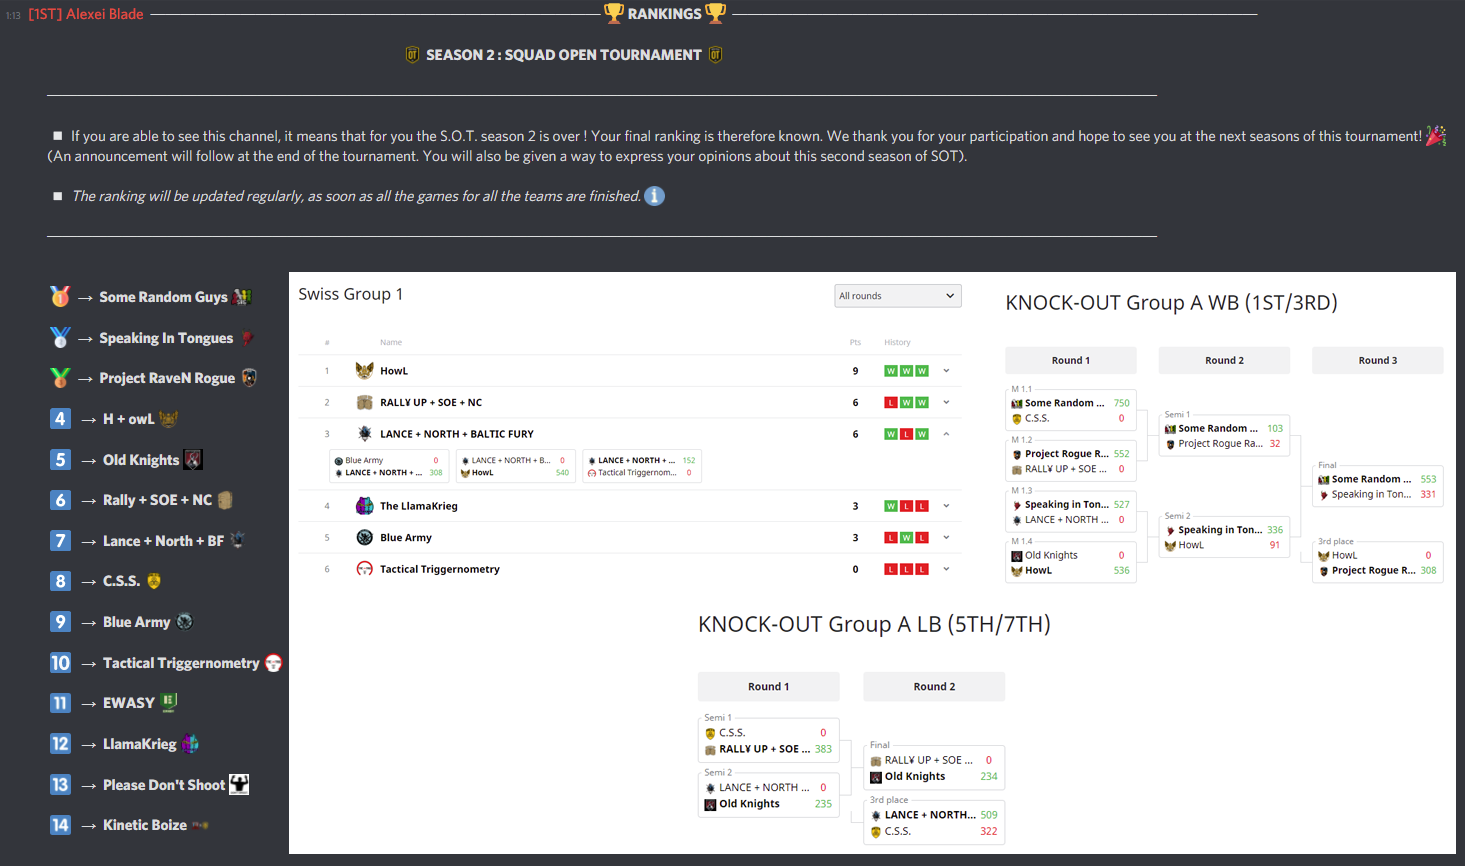 1:13 [1ST] Alexei Blade RANKINGS
SEASON 2 : SQUAD OPEN TOURNAMENT
If you are able to see this channel, it means that for you the S.O.T. season 2 is over ! Your final ranking is therefore known. We thank you for your participation and hope to see you at the next seasons of this tournament!
(An announcement will follow at the end of the tournament. You will also be given a way to express your opinions about this second season of SOT).
The ranking will be updated regularly, as soon as all the games for all the teams are finished.
1 → Some Random Guys
2 → Speaking In Tongues
3 → Project RaveN Rogue
4 → H + owL
5 → Old Knights
6 → Rally + SOE + NC
7 → Lance + North + BF
8 → C.S.S.
9 → Blue Army
10 → Tactical Triggernometry
11 → EWASY
12 → LlamaKrieg
13 → Please Don't Shoot
14 → Kinetic Boize
Swiss Group 1
All rounds
# Name Pts History
1 HowL 9 W W W
2 RALL¥ UP + SOE + NC 6 L W W
3 LANCE + NORTH + BALTIC FURY 6 W L W
Blue Army 0
LANCE + NORTH + ... 308
LANCE + NORTH + B... 0
HowL 540
LANCE + NORTH + ... 152
Tactical Triggernom... 0
4 The LlamaKrieg 3 W L L
5 Blue Army 3 L W L
6 Tactical Triggernometry 0 L L L
KNOCK-OUT Group A WB (1ST/3RD)
Round 1
Round 2
Round 3
M 1.1
Some Random ... 750
C.S.S. 0
M 1.2
Project Rogue R... 552
RALL¥ UP + SOE ... 0
M 1.3
Speaking in Ton... 527
LANCE + NORTH ... 0
M 1.4
Old Knights 0
HowL 536
Semi 1
Some Random ... 103
Project Rogue Ra... 32
Semi 2
Speaking in Ton... 336
HowL 91
Final
Some Random ... 553
Speaking in Ton... 331
3rd place
HowL 0
Project Rogue R... 308
KNOCK-OUT Group A LB (5TH/7TH)
Round 1
Round 2
Semi 1
C.S.S. 0
RALL¥ UP + SOE ... 383
Semi 2
LANCE + NORTH ... 0
Old Knights 235
Final
RALL¥ UP + SOE ... 0
Old Knights 234
3rd place
LANCE + NORTH... 509
C.S.S. 322